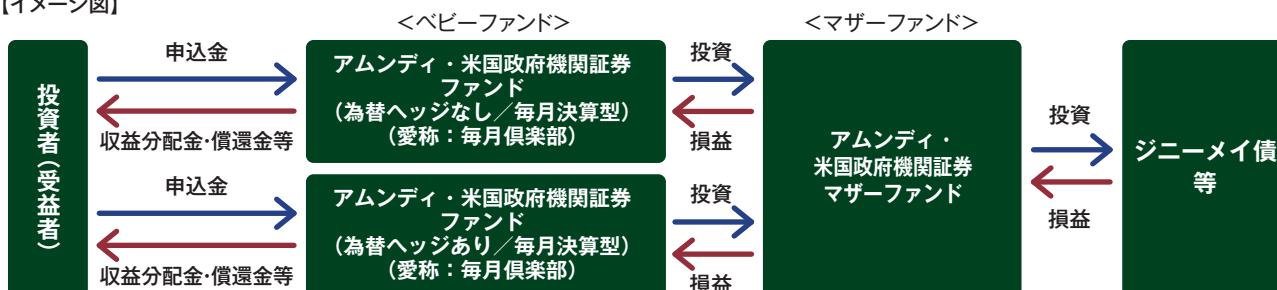 【イメージ図】
＜ベビーファンド＞
＜マザーファンド＞
投資者（受益者）
申込金
収益分配金・償還金等
アムンディ・米国政府機関証券
ファンド
（為替ヘッジなし／毎月決算型）
（愛称：毎月倶楽部）
投資
損益
申込金
収益分配金・償還金等
アムンディ・米国政府機関証券
ファンド
（為替ヘッジあり／毎月決算型）
（愛称：毎月倶楽部）
投資
損益
アムンディ・
米国政府機関証券
マザーファンド
投資
損益
ジニーメイ債
等